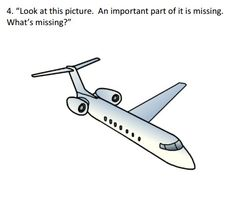 4. “Look at this picture.  An important part of it is missing.
What’s missing?”